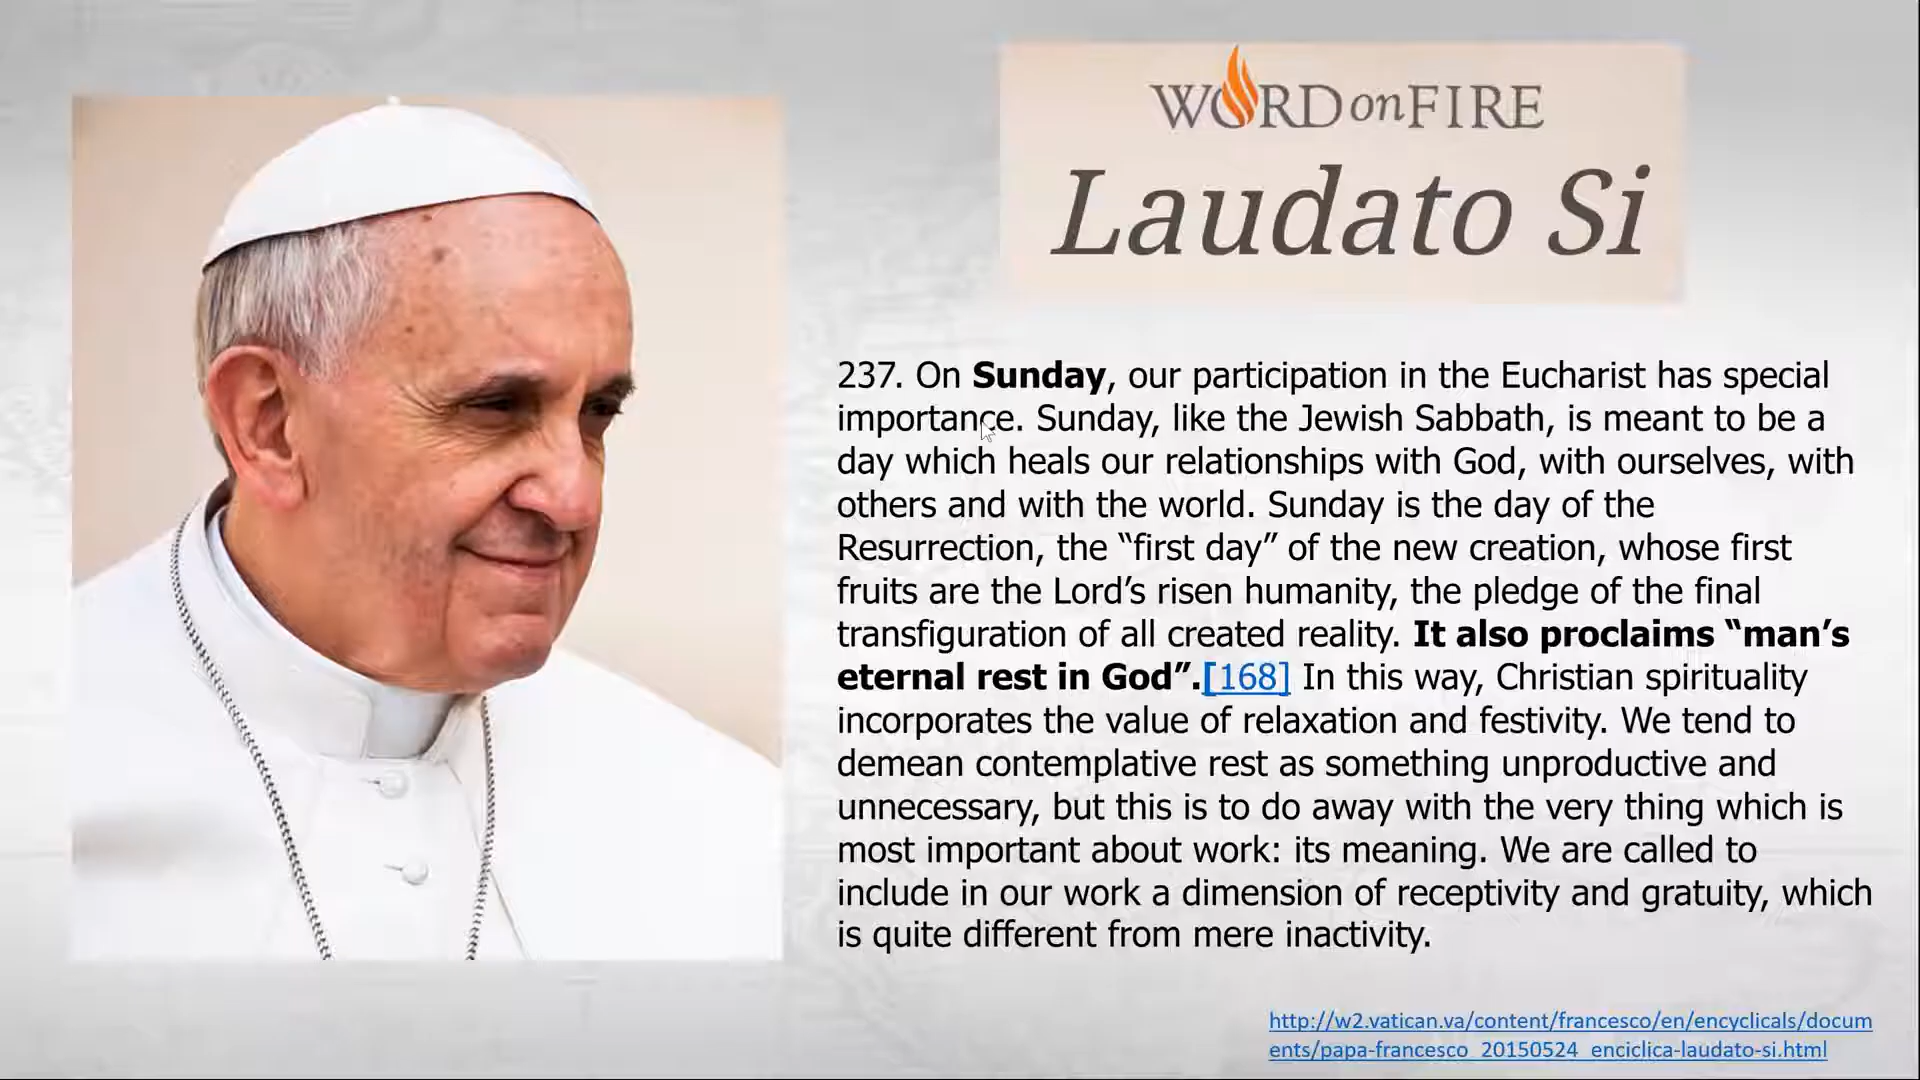 WORD on FIRE
Laudato Si
237. On Sunday, our participation in the Eucharist has special
importance. Sunday, like the Jewish Sabbath, is meant to be a
day which heals our relationships with God, with ourselves, with
others and with the world. Sunday is the day of the
Resurrection, the “first day” of the new creation, whose first
fruits are the Lord’s risen humanity, the pledge of the final
transfiguration of all created reality. It also proclaims “man’s
eternal rest in God”.[168] In this way, Christian spirituality
incorporates the value of relaxation and festivity. We tend to
demean contemplative rest as something unproductive and
unnecessary, but this is to do away with the very thing which is
most important about work: its meaning. We are called to
include in our work a dimension of receptivity and gratuity, which
is quite different from mere inactivity.
http://w2.vatican.va/content/francesco/en/encyclicals/docum
ents/papa-francesco_20150524_enciclica-laudato-si.html